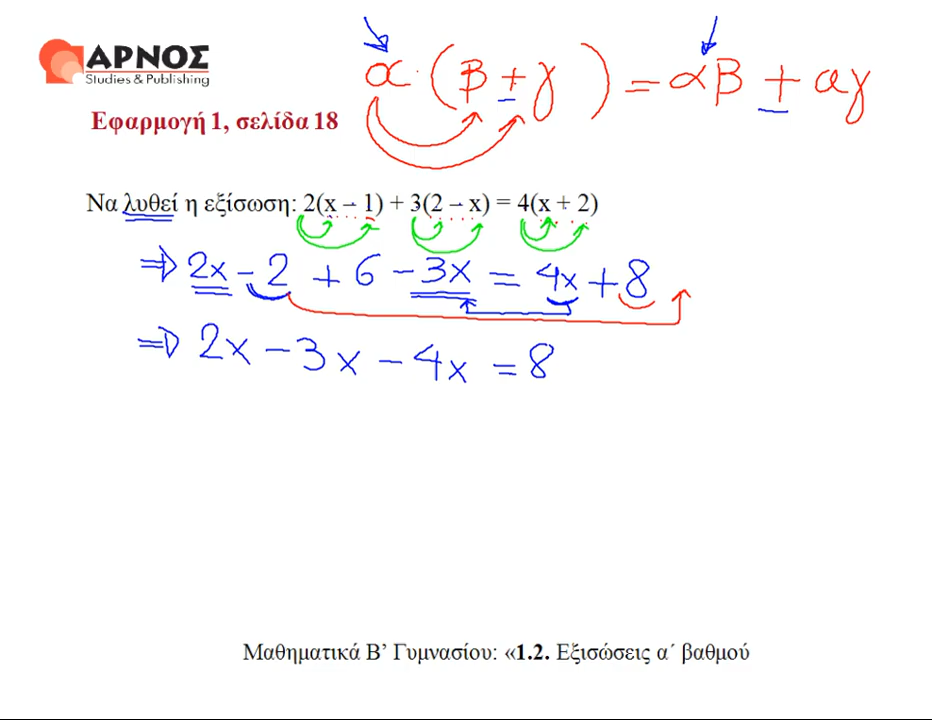 ΑΡΝΟΣ
Studies & Publishing
α · (β ± γ) = αβ ± αγ
Εφαρμογή 1, σελίδα 18
Να λυθεί η εξίσωση: 2(x – 1) + 3(2 – x) = 4(x + 2)
⇒ 2x – 2 + 6 – 3x = 4x + 8
⇒ 2x – 3x – 4x = 8
Μαθηματικά Β’ Γυμνασίου: «1.2. Εξισώσεις α΄ βαθμού